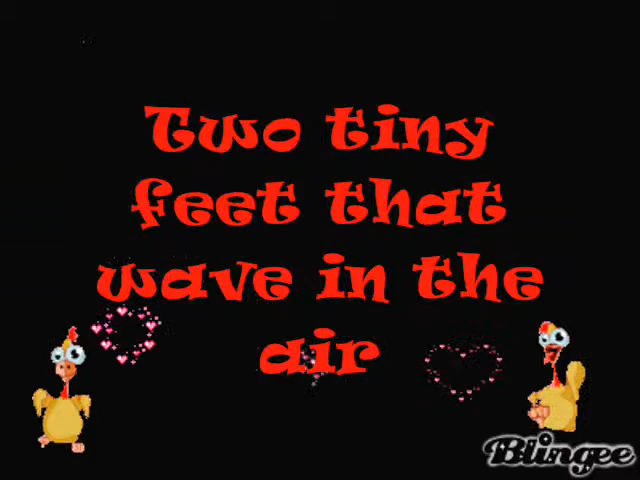 Two tiny
feet that
wave in the
air
Blingee